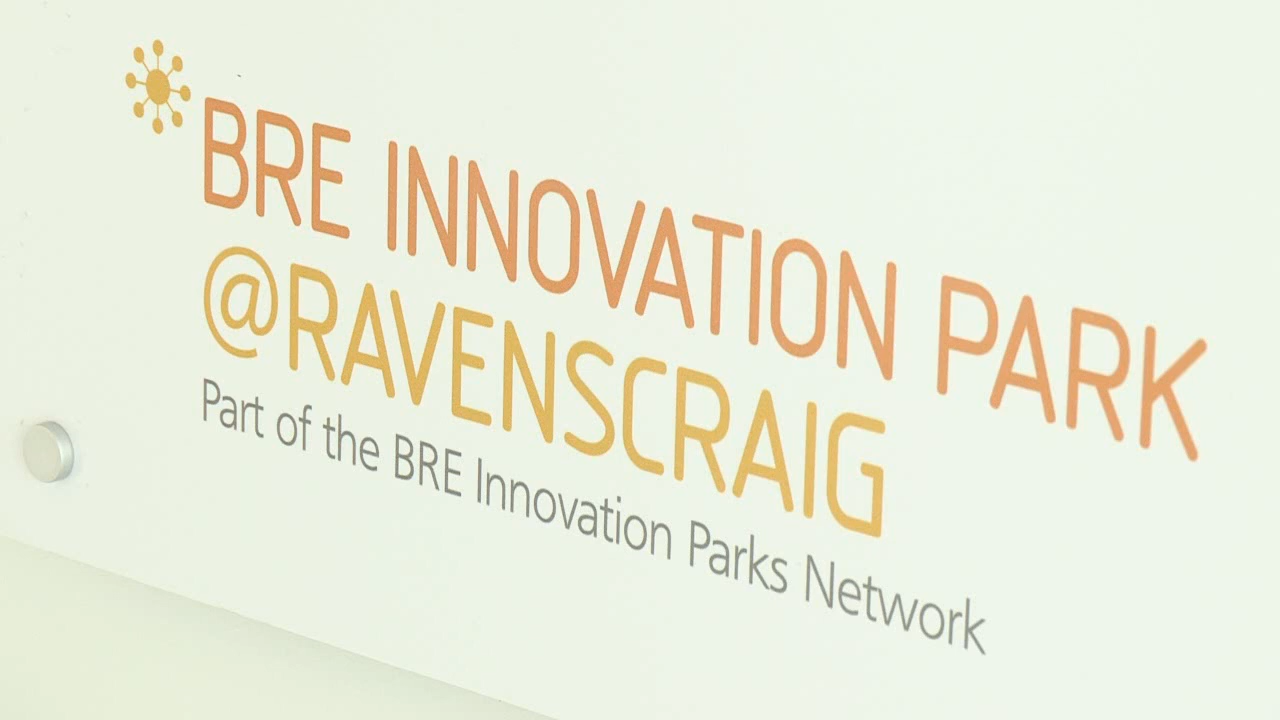 BRE INNOVATION PARK
@RAVENSCRAIG
Part of the BRE Innovation Parks Network